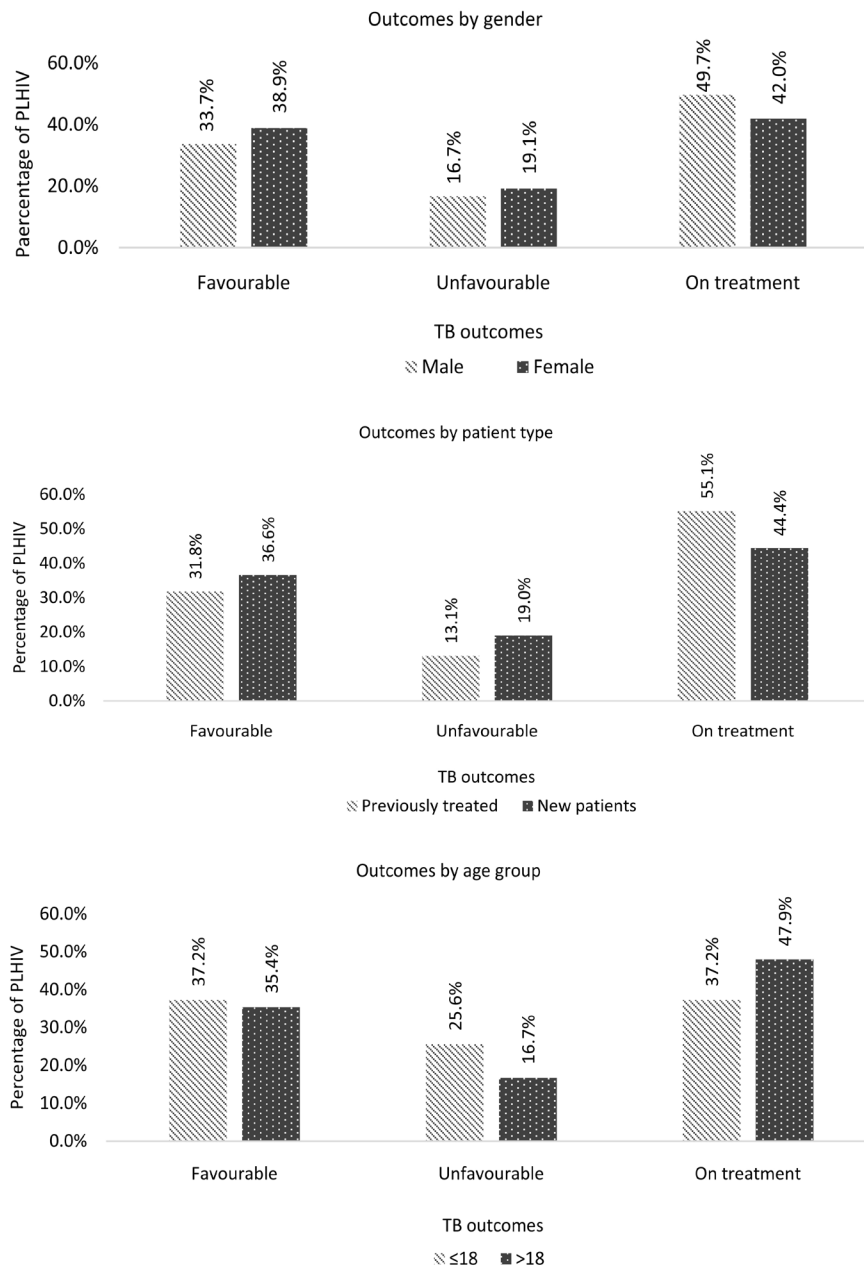 Outcomes by gender
Paercentage of PLHIV
60.0%
40.0%
20.0%
0.0%
33.7%
38.9%
16.7%
19.1%
49.7%
42.0%
Favourable
Unfavourable
On treatment
TB outcomes
Male
Female
Outcomes by patient type
Percentage of PLHIV
60.0%
50.0%
40.0%
30.0%
20.0%
10.0%
0.0%
31.8%
36.6%
13.1%
19.0%
55.1%
44.4%
Favourable
Unfavourable
On treatment
TB outcomes
Previously treated
New patients
Outcomes by age group
Percentage of PLHIV
60.0%
50.0%
40.0%
30.0%
20.0%
10.0%
0.0%
37.2%
35.4%
25.6%
16.7%
37.2%
47.9%
Favourable
Unfavourable
On treatment
TB outcomes
≤18
>18